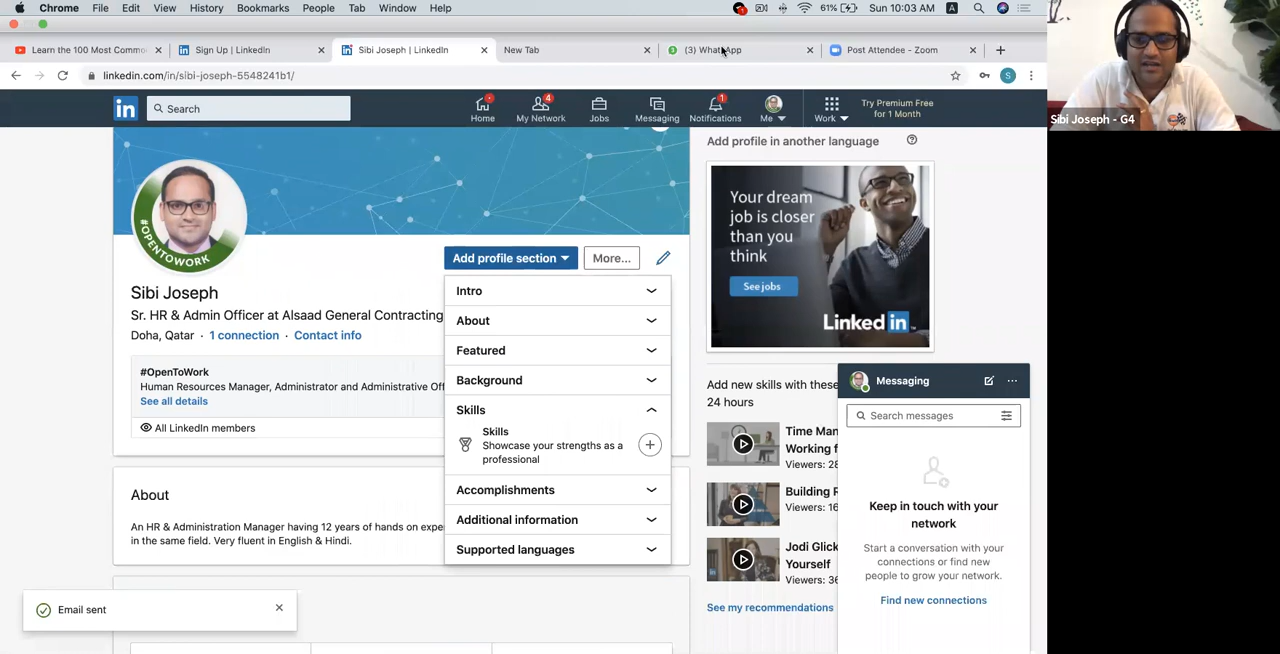 Chrome File Edit View History Bookmarks People Tab Window Help
61% Sun 10:03 AM A
Learn the 100 Most Commo
Sign Up | LinkedIn
Sibi Joseph | LinkedIn
New Tab
(3) WhatsApp
Post Attendee - Zoom
linkedin.com/in/sibi-joseph-5548241b1/
S
in
Search
Home
4
My Network
Jobs
Messaging
1
Notifications
Me
Work
Try Premium Free
for 1 Month
#OPENTOWORK
Add profile section
More...
Sibi Joseph
Sr. HR & Admin Officer at Alsaad General Contracting
Doha, Qatar · 1 connection · Contact info
#OpenToWork
Human Resources Manager, Administrator and Administrative Off
See all details
All LinkedIn members
Intro
About
Featured
Background
Skills
Skills
Showcase your strengths as a
professional
Accomplishments
Additional information
Supported languages
About
An HR & Administration Manager having 12 years of hands on expe
in the same field. Very fluent in English & Hindi.
Email sent
Add profile in another language
Your dream
job is closer
than you
think
See jobs
Linked in
Add new skills with these
24 hours
Time Man
Working f
Viewers: 28
Building R
Viewers: 16
Jodi Glick
Yourself
Viewers: 36
See my recommendations
Messaging
Search messages
Keep in touch with your
network
Start a conversation with your
connections or find new
people to grow your network.
Find new connections
Sibi Joseph - G4